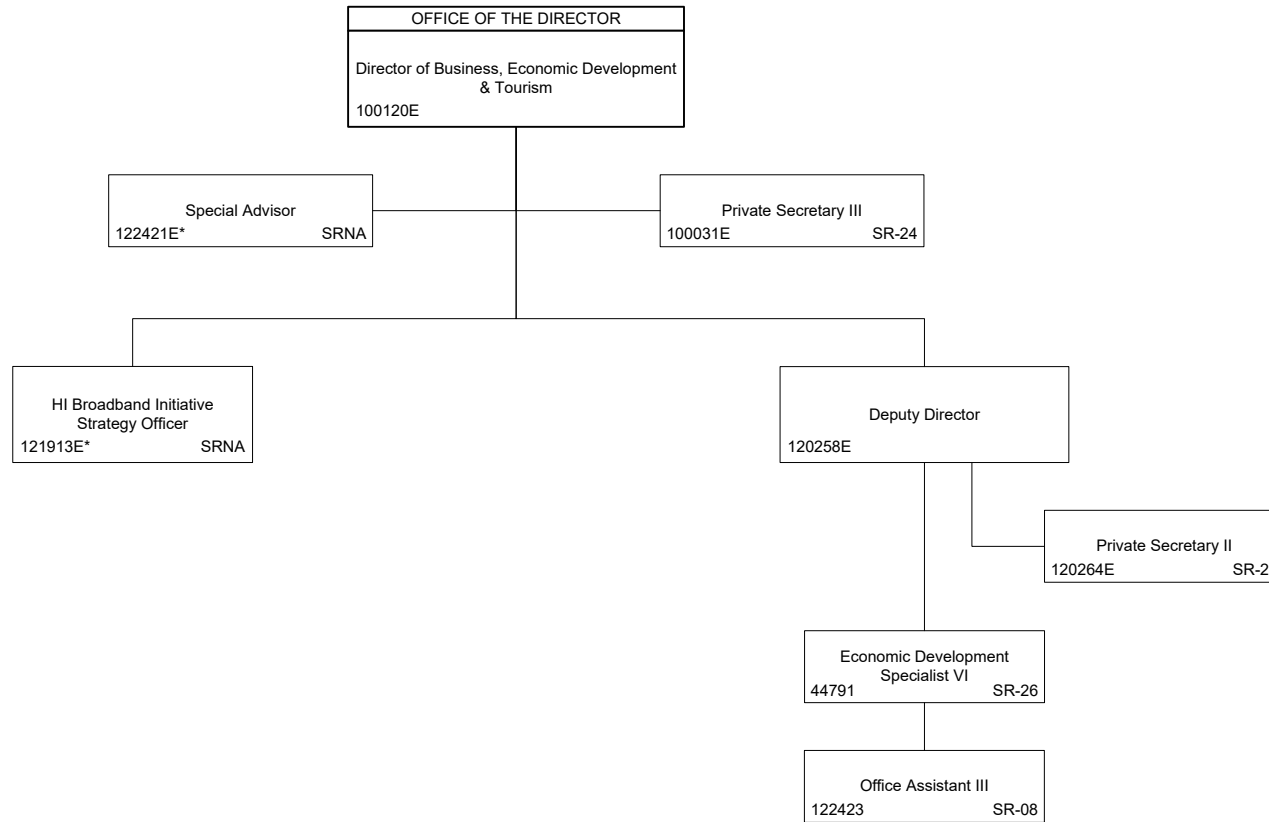 OFFICE OF THE DIRECTOR
Director of Business, Economic Development
& Tourism
100120E
Special Advisor
122421E* SRNA
Private Secretary III
100031E SR-24
HI Broadband Initiative
Strategy Officer
121913E* SRNA
Deputy Director
120258E
Private Secretary II
120264E SR-2
Economic Development
Specialist VI
44791 SR-26
Office Assistant III
122423 SR-08